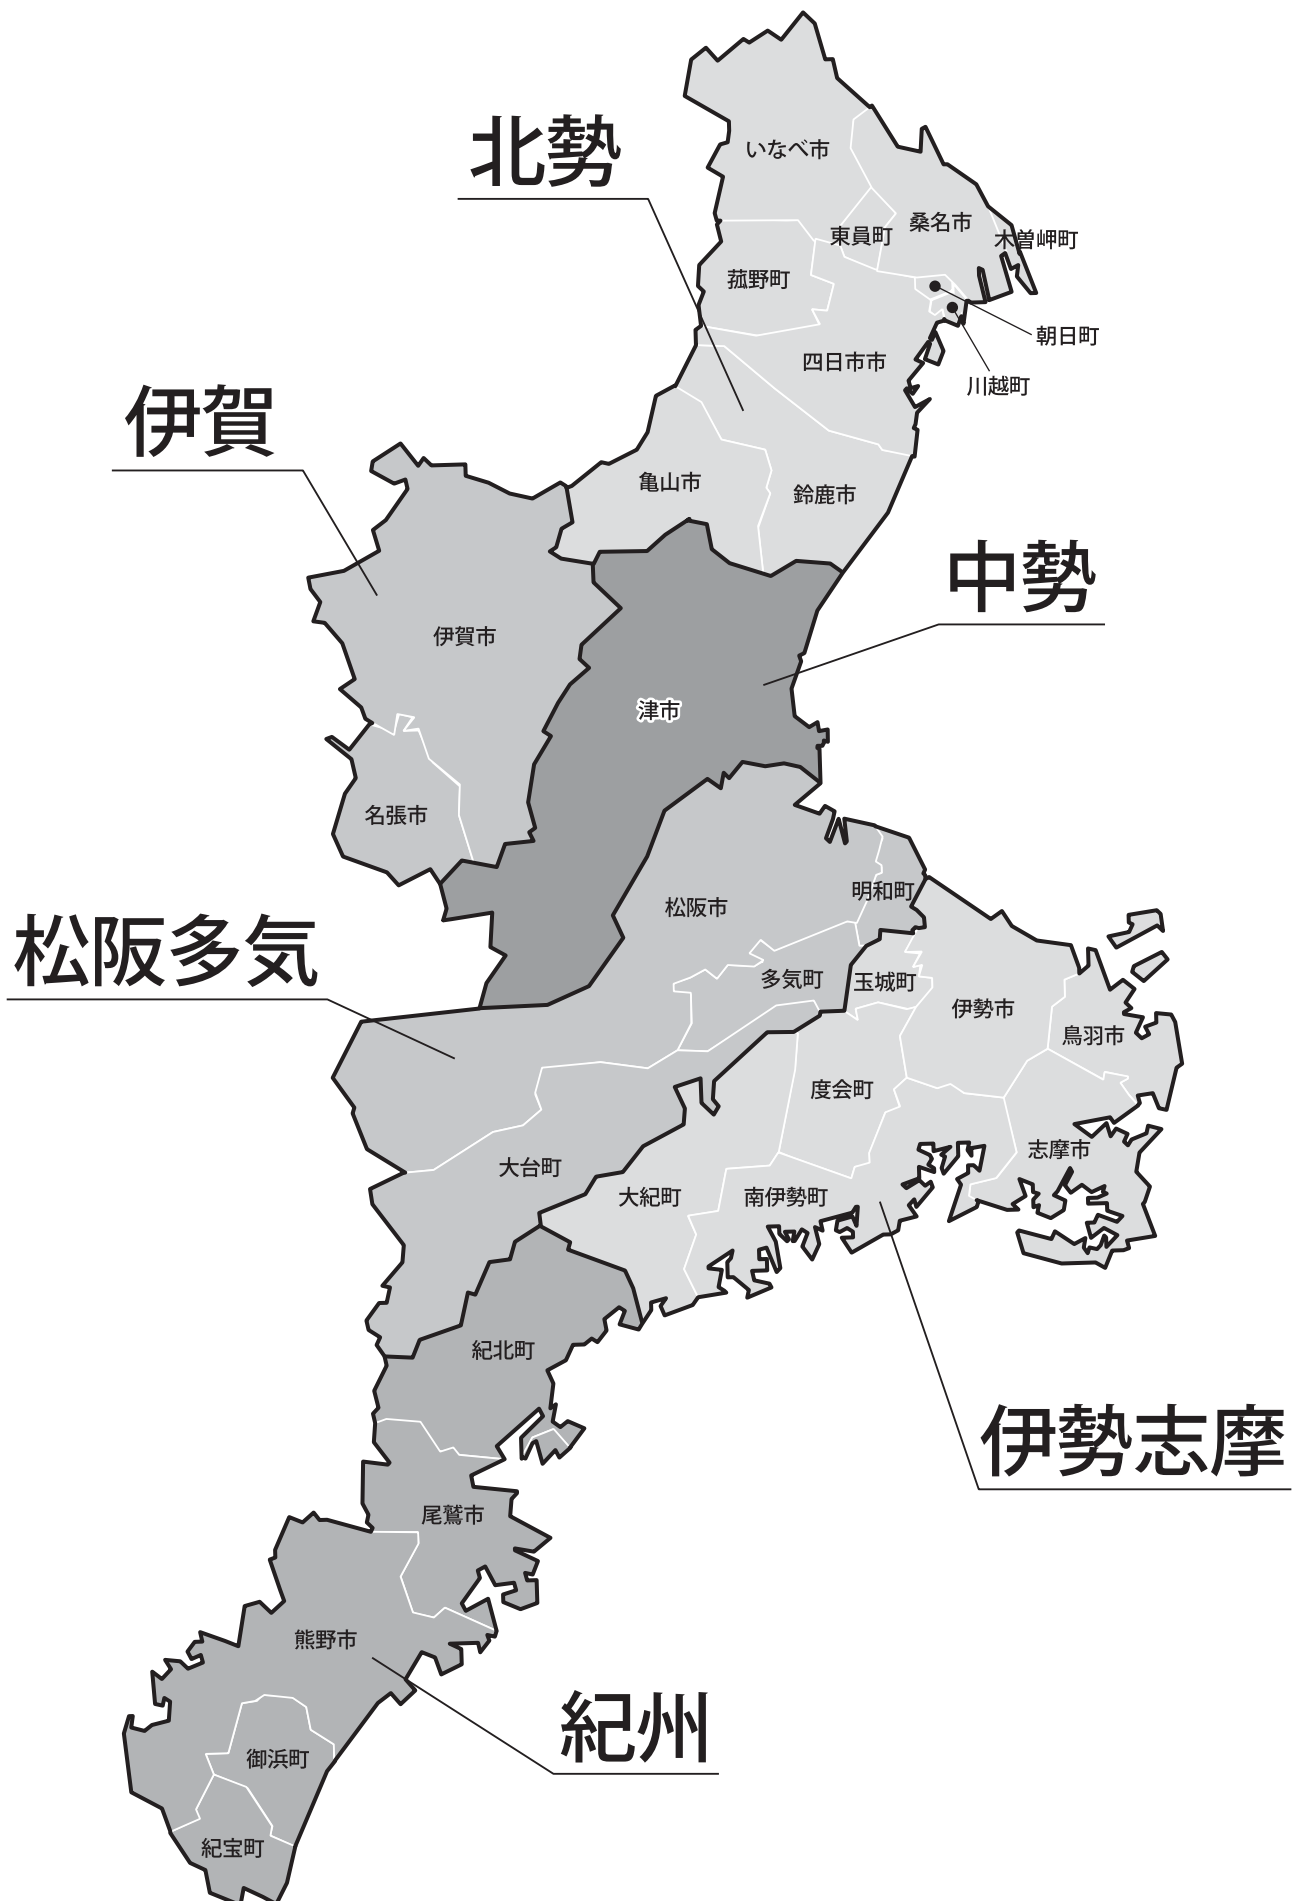 北勢
いなべ市
桑名市
東員町
木曽岬町
菰野町
朝日町
四日市市
川越町
伊賀
亀山市
鈴鹿市
中勢
伊賀市
津市
名張市
松阪市
明和町
松阪多気
多気町
玉城町
伊勢市
鳥羽市
度会町
志摩市
大台町
大紀町
南伊勢町
紀北町
伊勢志摩
尾鷲市
熊野市
紀州
御浜町
紀宝町